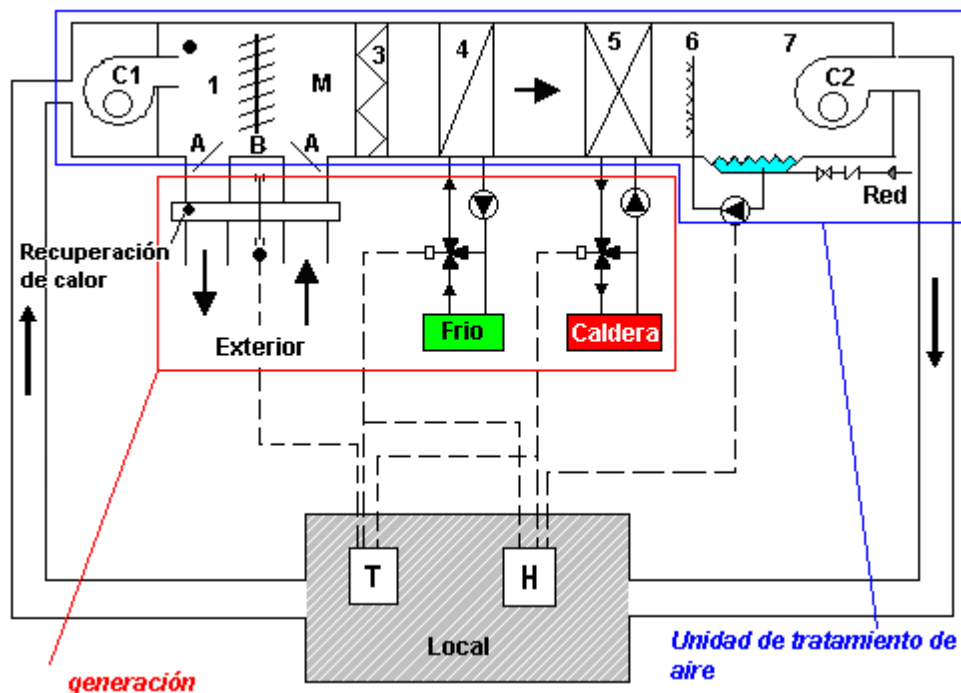 C1
1
M
3
4
5
6
7
C2
A
B
A
Red
Recuperación
de calor
Exterior
Frio
Caldera
T
H
Local
generación
Unidad de tratamiento de
aire